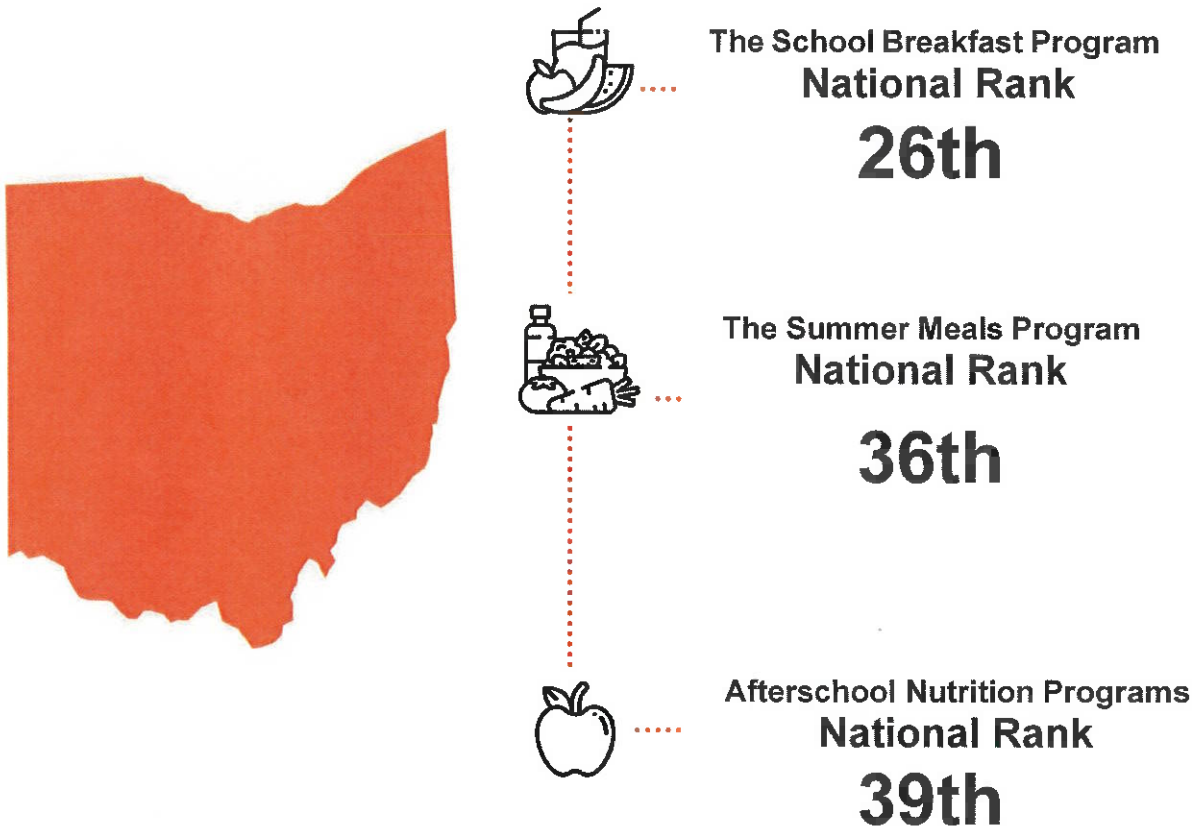 The School Breakfast Program
National Rank
26th
The Summer Meals Program
National Rank
36th
Afterschool Nutrition Programs
National Rank
39th